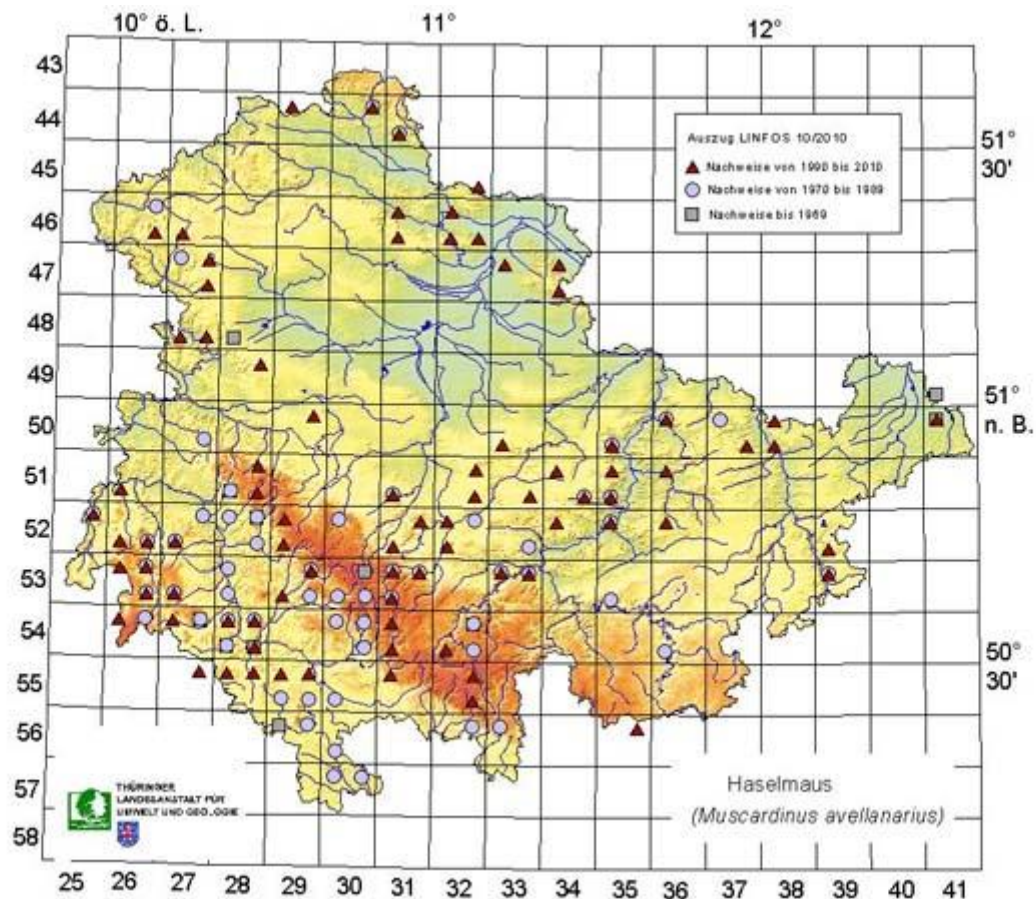 10° ö. L.
11°
12°
43
44
45
46
47
48
49
50
51
52
53
54
55
56
57
58
Auszug LINFOS 10/2010
Nachweise von 1990 bis 2010
Nachweise von 1970 bis 1989
Nachweise bis 1969
51°
30'
51°
n. B.
50°
30'
THÜRINGER
LANDESANSTALT FÜR
UMWELT UND GEOLOGIE
Haselmaus
(Muscardinus avellanarius)
25 26 27 28 29 30 31 32 33 34 35 36 37 38 39 40 41